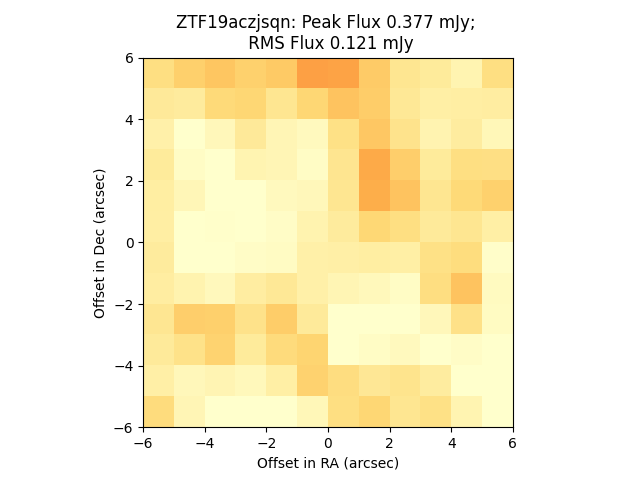 ZTF19aczjsqn: Peak Flux 0.377 mJy;
RMS Flux 0.121 mJy
6
4
2
0
−2
−4
−6
Offset in Dec (arcsec)
−6 −4 −2 0 2 4 6
Offset in RA (arcsec)